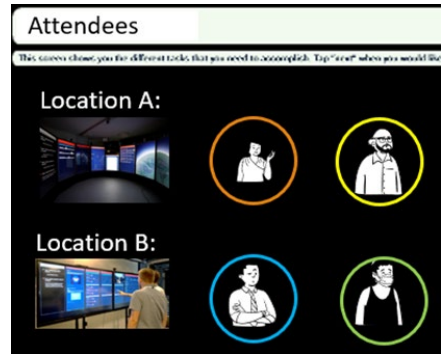 Attendees
This screen shows you the different tasks that you need to accomplish. Tap "next" when you would like
Location A:
Location B: